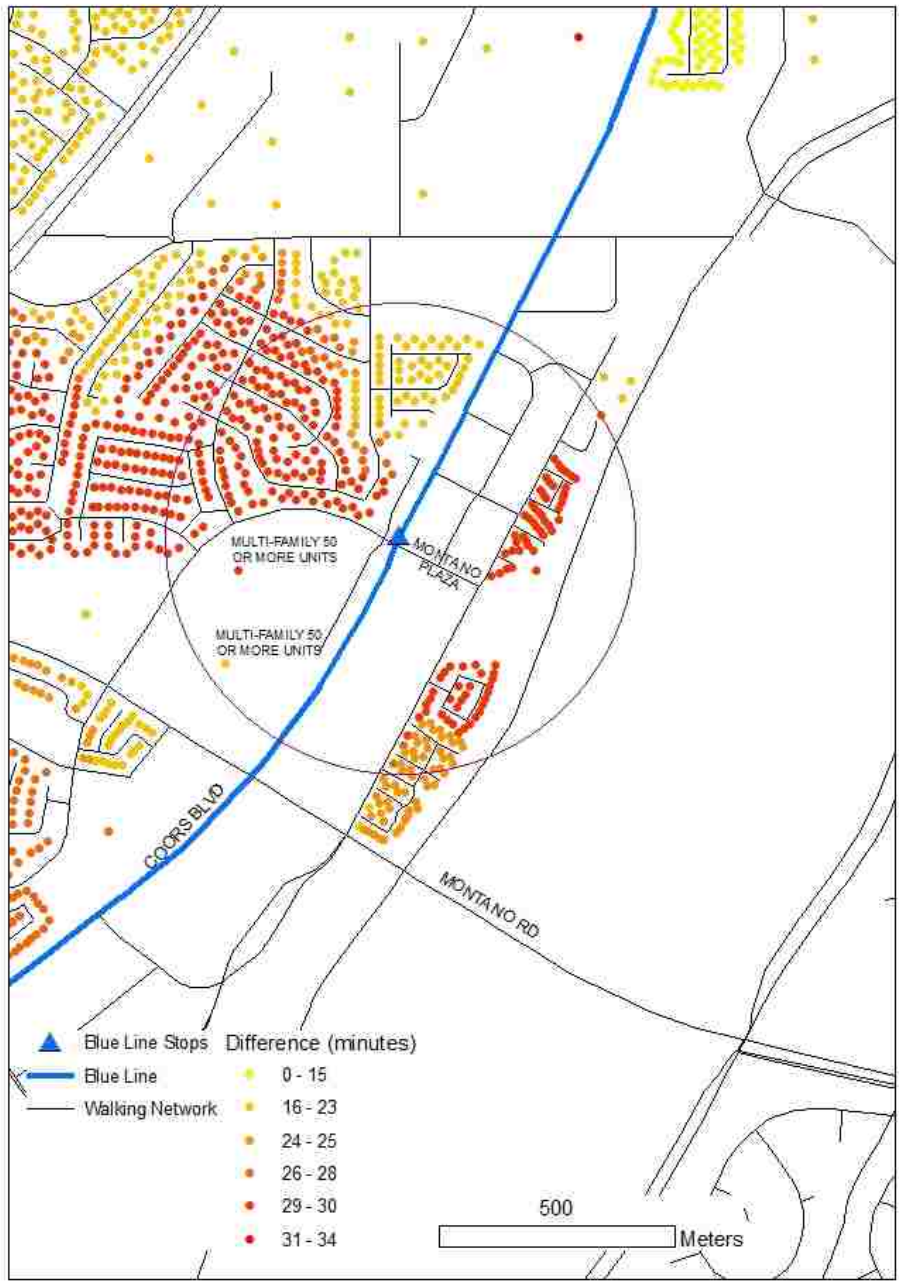 MULTI-FAMILY 50
OR MORE UNITS
MONTANO
PLAZA
MULTI-FAMILY 50
OR MORE UNITS
COORS BLVD
MONTANO RD
Blue Line Stops
Blue Line
Walking Network
Difference (minutes)
0 - 15
16 - 23
24 - 25
26 - 28
29 - 30
31 - 34
500
Meters